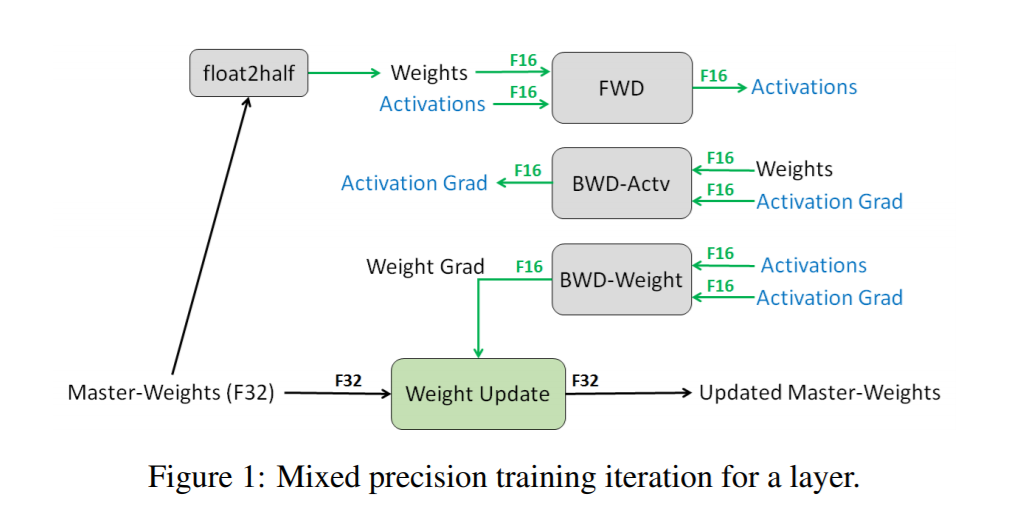 float2half
Weights F16
Activations F16
FWD
F16 Activations
Activation Grad F16
BWD-Actv
F16 Weights
F16 Activation Grad
Weight Grad F16
BWD-Weight
F16 Activations
F16 Activation Grad
Master-Weights (F32) F32
Weight Update
F32 Updated Master-Weights
Figure 1: Mixed precision training iteration for a layer.